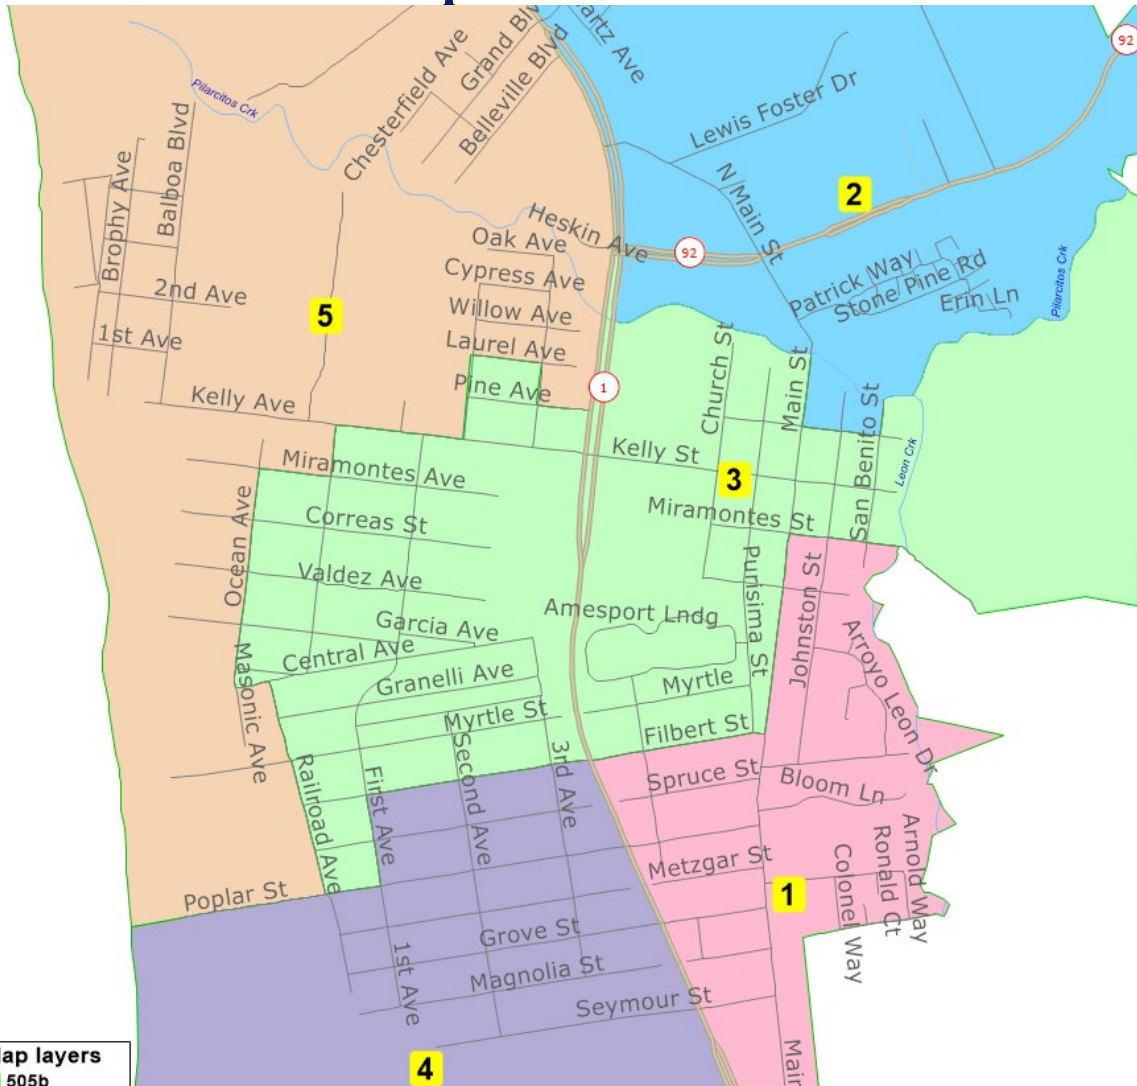 Chesterfield Ave
Grand Blvd
Belleville Blvd
92
Pilarcitos Crk
Balboa Blvd
Lewis Foster Dr
N Main St
Brophy Ave
2
Heskin Ave
Oak Ave
92
Cypress Ave
Patrick Way
Stone Pine Rd
Erin Ln
Pilarcitos Crk
2nd Ave
5
Willow Ave
1st Ave
Laurel Ave
Church St
Main St
Pine Ave
1
Kelly Ave
San Benito St
Kelly St
Leon Crk
Miramontes Ave
3
Ocean Ave
Correas St
Miramontes St
Valdez Ave
Purisima St
Johnston St
Amesport Lndg
Garcia Ave
Arroyo Leon Dr
Central Ave
Masonic Ave
Granelli Ave
Myrtle
Myrtle St
Filbert St
Second Ave
3rd Ave
Railroad Ave
First Ave
Spruce St
Bloom Ln
Metzgar St
Colonel Way
Ronald Ct
Arnold Way
Poplar St
1
Grove St
1st Ave
Magnolia St
Seymour St
Main
4
505b